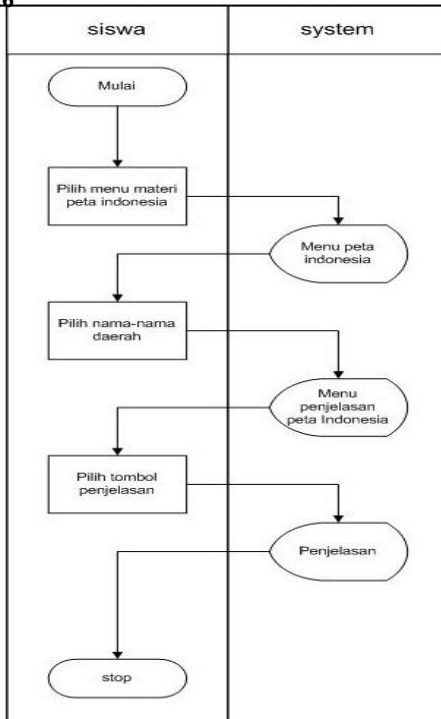 6
siswa
system
Mulai
Pilih menu materi
peta indonesia
Menu peta
indonesia
Pilih nama-nama
daerah
Menu
penjelasan
peta Indonesia
Pilih tombol
penjelasan
Penjelasan
stop